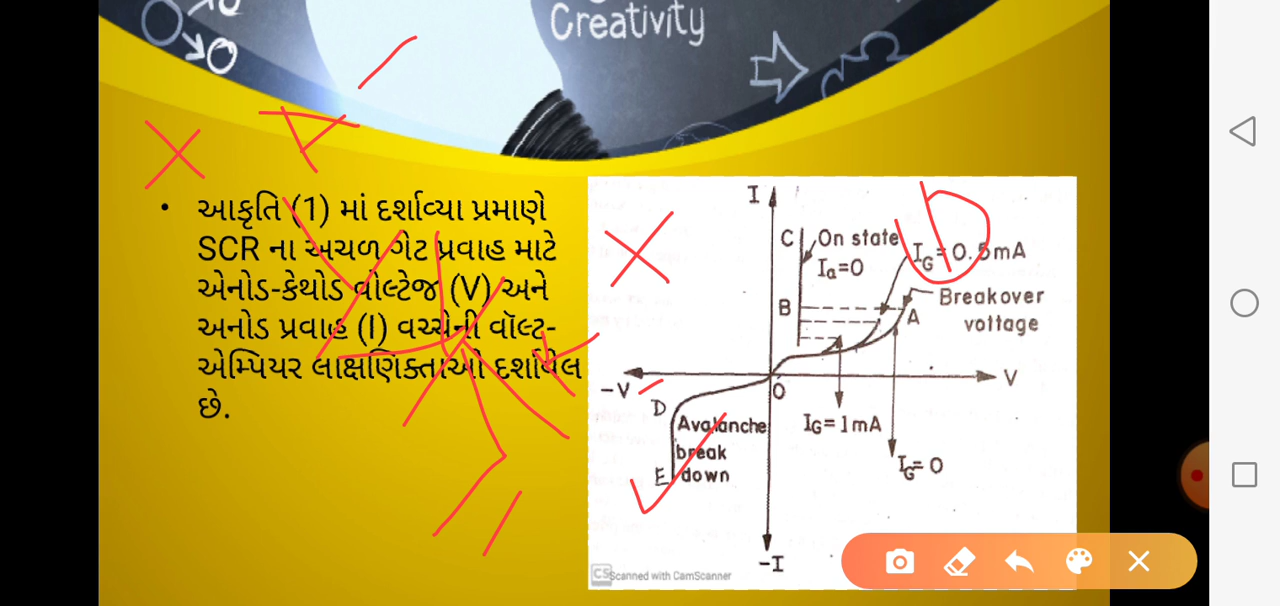 Creativity
• આકૃતિ (1) માં દર્શાવ્યા પ્રમાણે
SCR ના અચળ ગેટ પ્રવાહ માટે
એનોડ-કેથોડ વોલ્ટેજ (V) અને
અનોડ પ્રવાહ (I) વચ્ચેની વૉલ્ટ-
એમ્પિયર લાક્ષણિક્તાઓ દર્શાવેલ
છે.
I
C
On state
Ia=0
IG=0.5mA
B
Breakover
voltage
A
-V
O
V
D
Avalanche
break
down
E
IG=1mA
IG=0
-I
CS Scanned with CamScanner